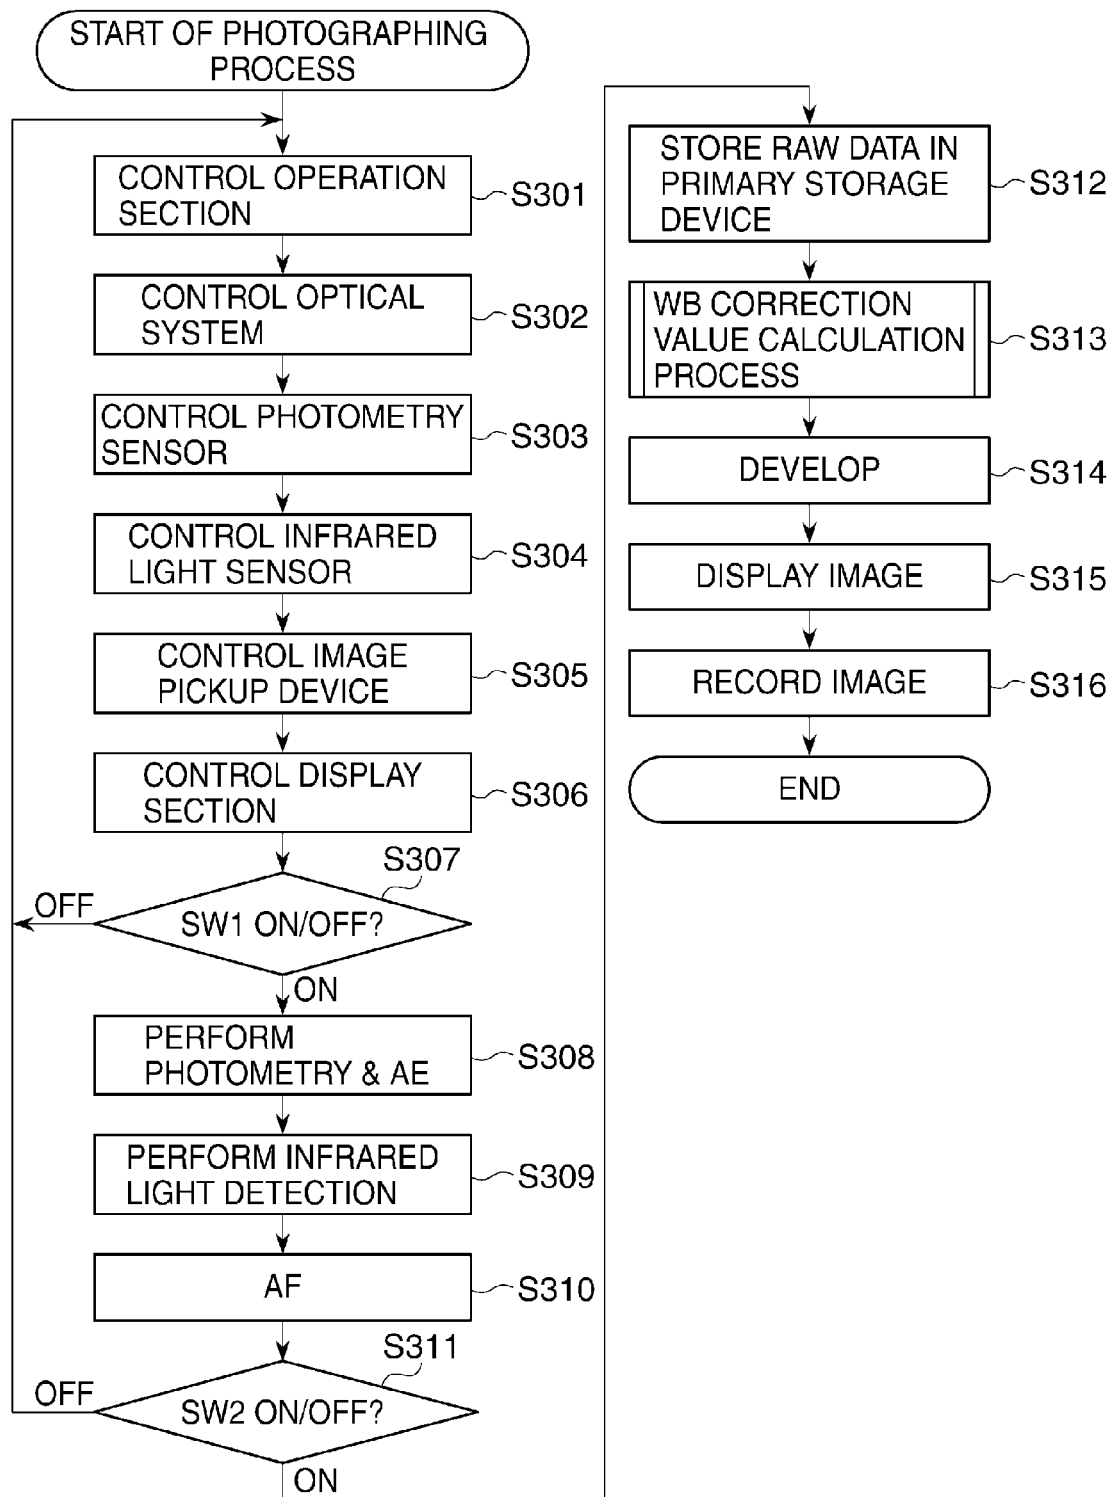 START OF PHOTOGRAPHING
PROCESS
CONTROL OPERATION
SECTION
S301
CONTROL OPTICAL
SYSTEM
S302
CONTROL PHOTOMETRY
SENSOR
S303
CONTROL INFRARED
LIGHT SENSOR
S304
CONTROL IMAGE
PICKUP DEVICE
S305
CONTROL DISPLAY
SECTION
S306
S307
OFF
SW1 ON/OFF?
ON
PERFORM
PHOTOMETRY & AE
S308
PERFORM INFRARED
LIGHT DETECTION
S309
AF
S310
S311
OFF
SW2 ON/OFF?
ON
STORE RAW DATA IN
PRIMARY STORAGE
DEVICE
S312
WB CORRECTION
VALUE CALCULATION
PROCESS
S313
DEVELOP
S314
DISPLAY IMAGE
S315
RECORD IMAGE
S316
END